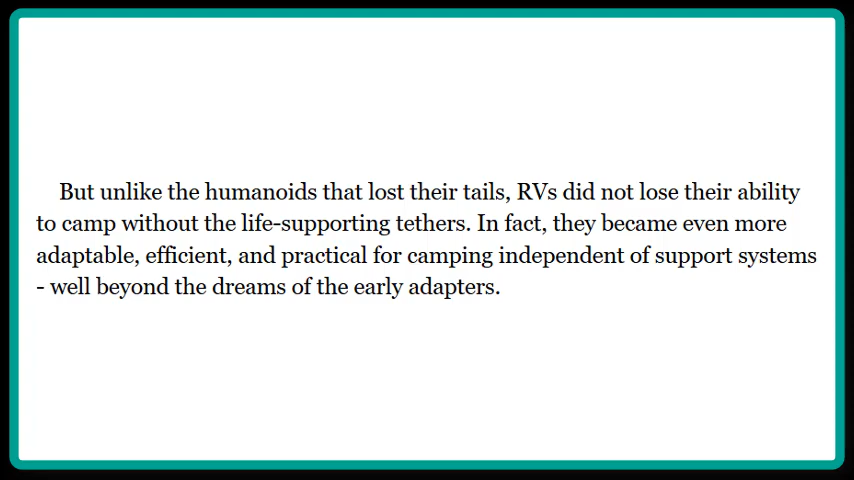 But unlike the humanoids that lost their tails, RVs did not lose their ability
to camp without the life-supporting tethers. In fact, they became even more
adaptable, efficient, and practical for camping independent of support systems
- well beyond the dreams of the early adapters.